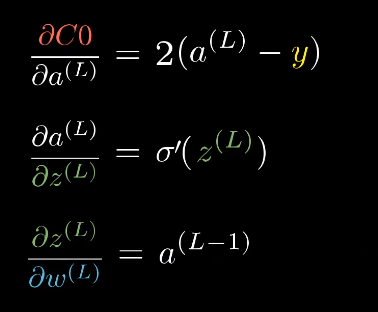 ∂C0/∂a^(L) = 2(a^(L) − y)
∂a^(L)/∂z^(L) = σ′(z^(L))
∂z^(L)/∂w^(L) = a^(L−1)